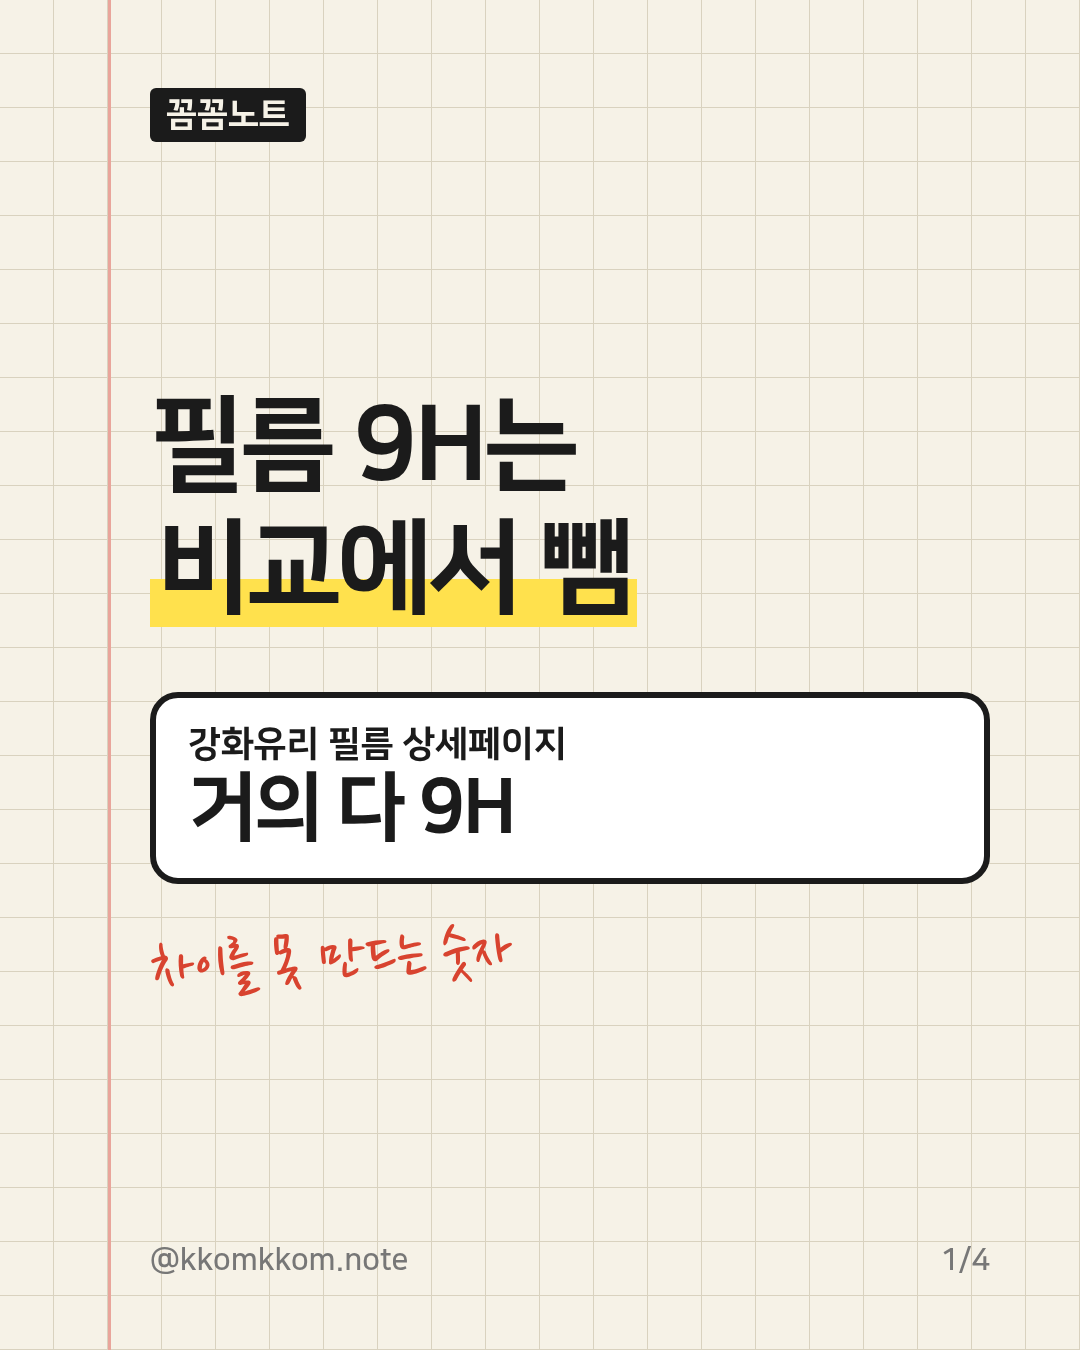 꼼꼼노트
필름 9H는
비교에서 뺌
강화유리 필름 상세페이지
거의 다 9H
차이를 못 만드는 숫자
@kkomkkom.note
1/4